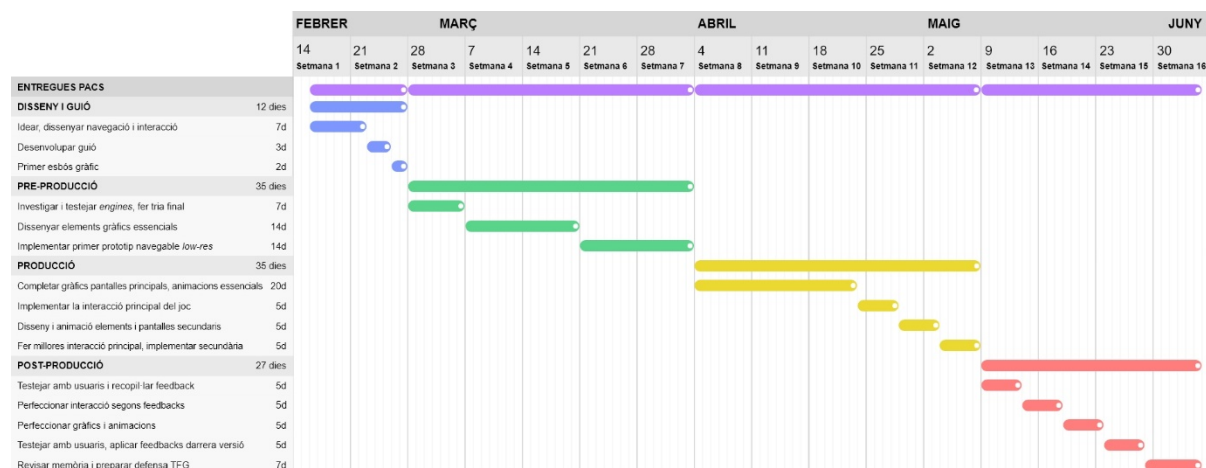 FEBRER MARÇ ABRIL MAIG JUNY
14 21 28 7 14 21 28 4 11 18 25 2 9 16 23 30
Setmana 1 Setmana 2 Setmana 3 Setmana 4 Setmana 5 Setmana 6 Setmana 7 Setmana 8 Setmana 9 Setmana 10 Setmana 11 Setmana 12 Setmana 13 Setmana 14 Setmana 15 Setmana 16
ENTREGUES PACS
DISSENY I GUIÓ 12 dies
Idear, dissenyar navegació i interacció 7d
Desenvolupar guió 3d
Primer esbós gràfic 2d
PRE-PRODUCCIÓ 35 dies
Investigar i testejar engines, fer tria final 7d
Dissenyar elements gràfics essencials 14d
Implementar primer prototip navegable low-res 14d
PRODUCCIÓ 35 dies
Completar gràfics pantalles principals, animacions essencials 20d
Implementar la interacció principal del joc 5d
Disseny i animació elements i pantalles secundaris 5d
Fer millores interacció principal, implementar secundària 5d
POST-PRODUCCIÓ 27 dies
Testejar amb usuaris i recopil·lar feedback 5d
Perfeccionar interacció segons feedbacks 5d
Perfeccionar gràfics i animacions 5d
Testejar amb usuaris, aplicar feedbacks darrera versió 5d
Revisar memòria i preparar defensa TFG 7d